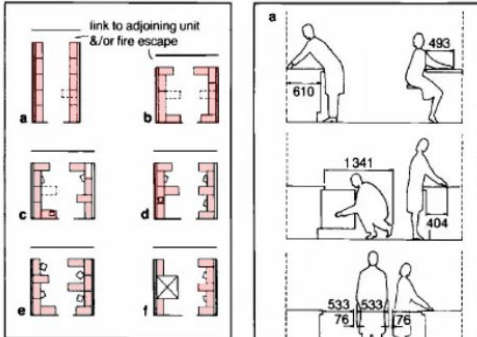 link to adjoining unit
&/or fire escape
a
b
c
d
e
f
a
610
493
1341
404
533
533
76
76